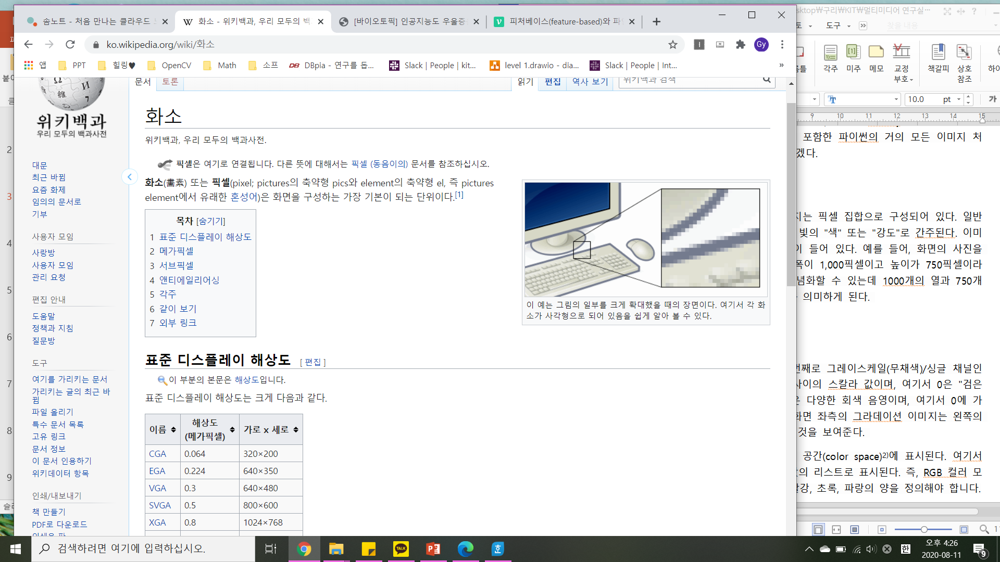 솜노트 - 처음 만나는 클라우드
화소 - 위키백과, 우리 모두의 백
[바이오토픽] 인공지능도 우울증
피처베이스(feature-based)와 파
ko.wikipedia.org/wiki/화소
Gy
앱
PPT
힐링♥
OpenCV
Math
소프
DBpia - 연구를 돕...
Slack | People | kit...
level 1.drawio - dia...
Slack | People | Int...
»
위키백과
우리 모두의 백과사전
대문
최근 바뀜
요즘 화제
임의의 문서로
기부
사용자 모임
사랑방
사용자 모임
관리 요청
편집 안내
도움말
정책과 지침
질문방
도구
여기를 가리키는 문서
가리키는 글의 최근 바
뀜
파일 올리기
특수 문서 목록
고유 링크
문서 정보
이 문서 인용하기
위키데이터 항목
인쇄/내보내기
책 만들기
PDF로 다운로드
문서
토론
읽기
편집
역사 보기
위키백과 검색
화소
위키백과, 우리 모두의 백과사전.
픽셀은 여기로 연결됩니다. 다른 뜻에 대해서는 픽셀 (동음이의) 문서를 참조하십시오.
화소(畵素) 또는 픽셀(pixel; pictures의 축약형 pics와 element의 축약형 el, 즉 pictures
element에서 유래한 혼성어)은 화면을 구성하는 가장 기본이 되는 단위이다.[1]
목차 [숨기기]
1 표준 디스플레이 해상도
2 메가픽셀
3 서브픽셀
4 앤티에일리어싱
5 각주
6 같이 보기
7 외부 링크
이 예는 그림의 일부를 크게 확대했을 때의 장면이다. 여기서 각 화
소가 사각형으로 되어 있음을 쉽게 알아 볼 수 있다.
표준 디스플레이 해상도 [ 편집 ]
이 부분의 본문은 해상도입니다.
표준 디스플레이 해상도는 크게 다음과 같다.
이름 해상도 (메가픽셀) 가로 x 세로
CGA 0.064 320×200
EGA 0.224 640×350
VGA 0.3 640×480
SVGA 0.5 800×600
XGA 0.8 1024×768
2
3
4
5
6
7
8
9
sktop₩구리₩KIT₩멀티미디어 연구실...
도구
찾을 내용
각주
미주
메모
교정
부호
책갈피
상호
참조
하이
10.0 pt
가
9 10 11 12 13 14 15
포함한 파이썬의 거의 모든 이미지 처
겠다.
지는 픽셀 집합으로 구성되어 있다. 일반
빛의 "색" 또는 "강도"로 간주된다. 이미
들어 있다. 예를 들어, 화면의 사진을
폭이 1,000픽셀이고 높이가 750픽셀이라
념화할 수 있는데 1000개의 열과 750개
의미하게 된다.
번째로 그레이스케일(무채색)/싱글 채널인
사이의 스칼라 값이며, 여기서 0은 "검은
다양한 회색 음영이며, 여기서 0에 가
화면 좌측의 그라데이션 이미지는 왼쪽의
것을 보여준다.
공간(color space)2)에 표시된다. 여기서
리스트로 표시된다. 즉, RGB 컬러 모
초록, 파랑의 양을 정의해야 합니다.
검색하려면 여기에 입력하십시오.
TALK
한
오후 4:26
2020-08-11
9